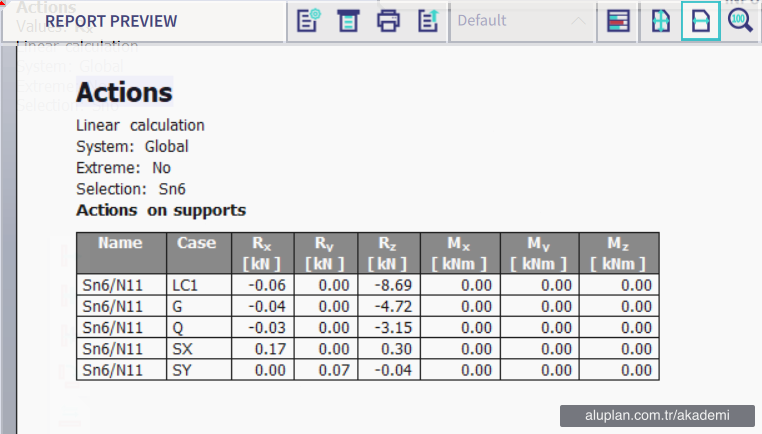 REPORT PREVIEW
Default
100
Actions
Linear calculation
System: Global
Extreme: No
Selection: Sn6
Actions on supports
Name Case Rx [kN] Ry [kN] Rz [kN] Mx [kNm] My [kNm] Mz [kNm]
Sn6/N11 LC1 -0.06 0.00 -8.69 0.00 0.00 0.00
Sn6/N11 G -0.04 0.00 -4.72 0.00 0.00 0.00
Sn6/N11 Q -0.03 0.00 -3.15 0.00 0.00 0.00
Sn6/N11 SX 0.17 0.00 0.30 0.00 0.00 0.00
Sn6/N11 SY 0.00 0.07 -0.04 0.00 0.00 0.00
aluplan.com.tr/akademi